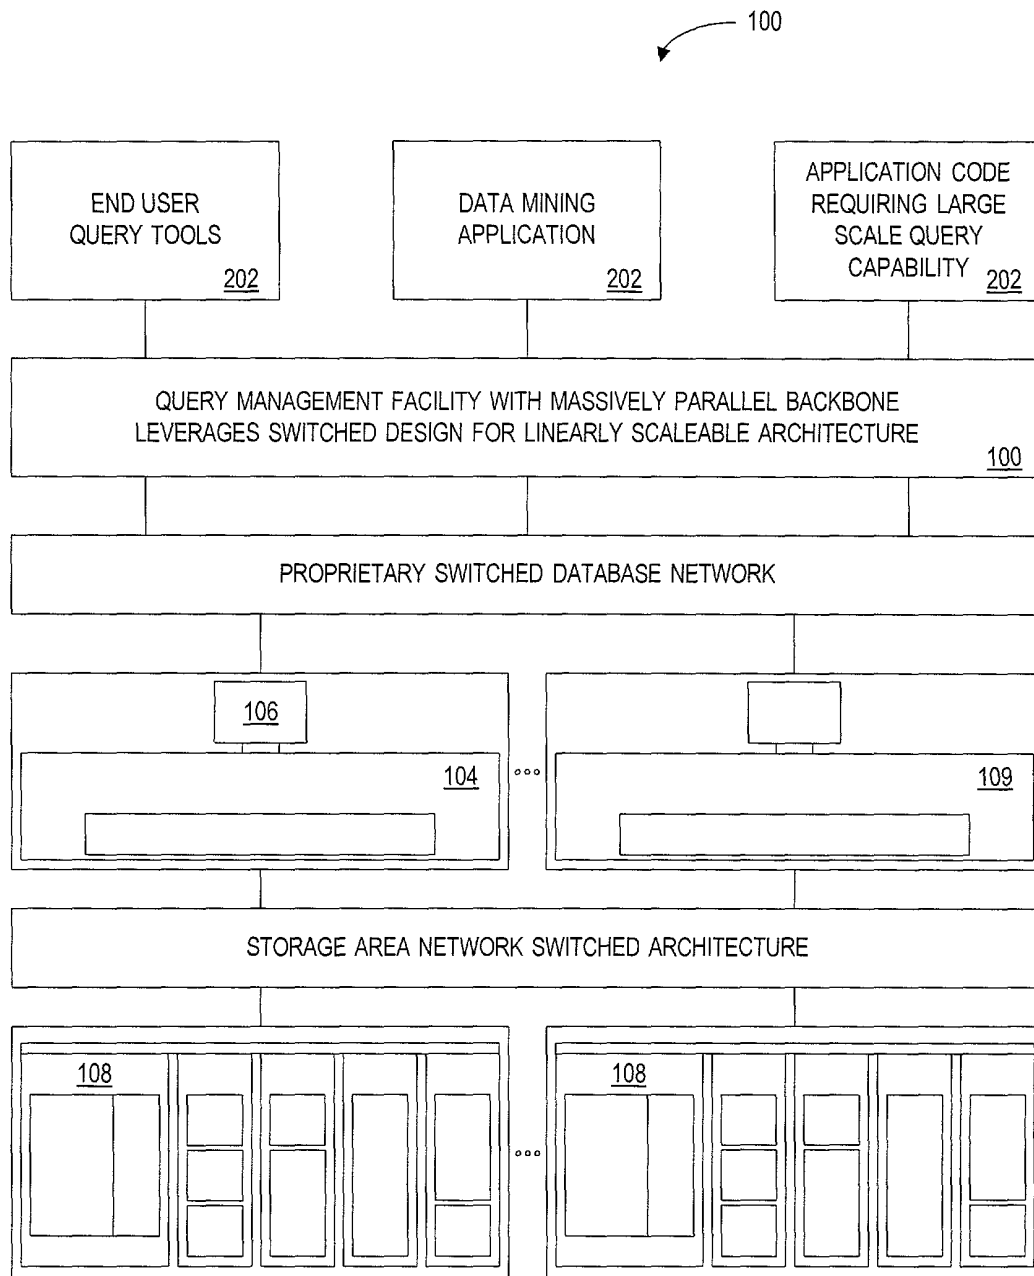 100
END USER
QUERY TOOLS
202
DATA MINING
APPLICATION
202
APPLICATION CODE
REQUIRING LARGE
SCALE QUERY
CAPABILITY
202
QUERY MANAGEMENT FACILITY WITH MASSIVELY PARALLEL BACKBONE
LEVERAGES SWITCHED DESIGN FOR LINEARLY SCALEABLE ARCHITECTURE
100
PROPRIETARY SWITCHED DATABASE NETWORK
106
104
109
STORAGE AREA NETWORK SWITCHED ARCHITECTURE
108
108